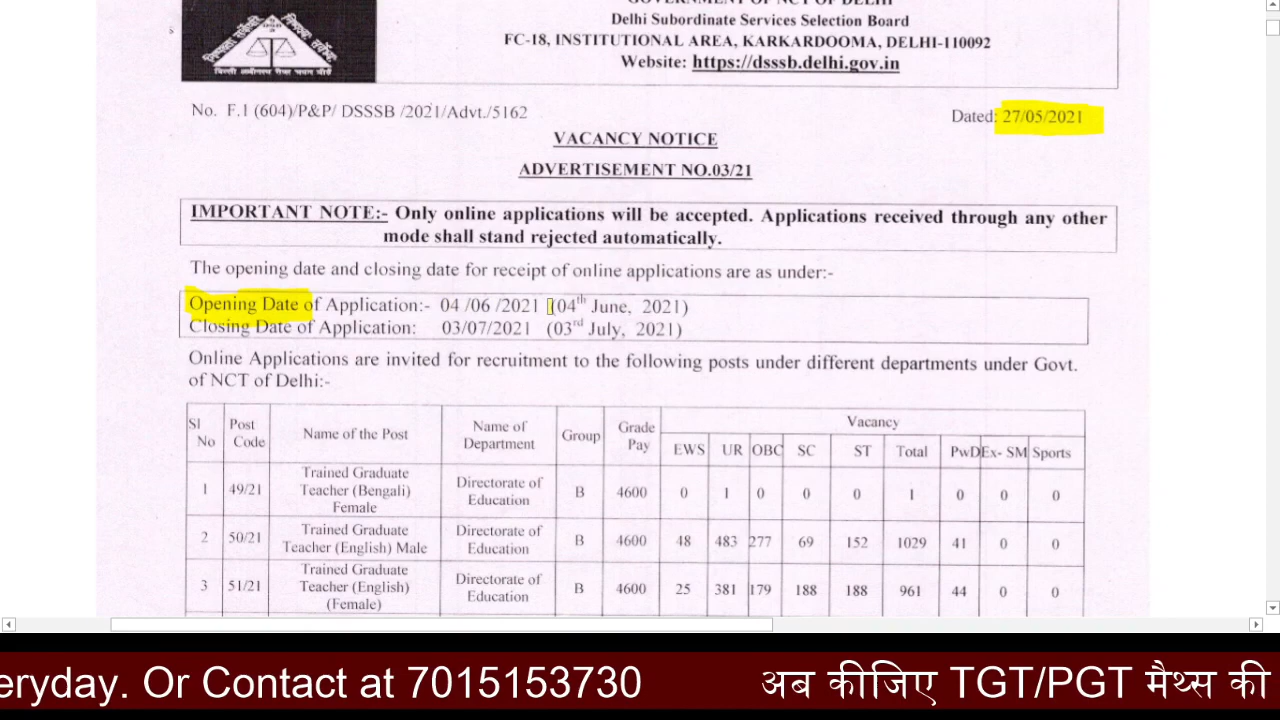 GOVERNMENT OF NCT OF DELHI
Delhi Subordinate Services Selection Board
FC-18, INSTITUTIONAL AREA, KARKARDOOMA, DELHI-110092
Website: https://dsssb.delhi.gov.in
No. F.1 (604)/P&P/ DSSSB /2021/Advt./5162
Dated: 27/05/2021
VACANCY NOTICE
ADVERTISEMENT NO.03/21
IMPORTANT NOTE:- Only online applications will be accepted. Applications received through any other
mode shall stand rejected automatically.
The opening date and closing date for receipt of online applications are as under:-
Opening Date of Application:- 04 /06 /2021 (04th June, 2021)
Closing Date of Application: 03/07/2021 (03rd July, 2021)
Online Applications are invited for recruitment to the following posts under different departments under Govt.
of NCT of Delhi:-
Sl No Post Code Name of the Post Name of Department Group Grade Pay Vacancy
EWS UR OBC SC ST Total PwD Ex- SM Sports
1 49/21 Trained Graduate Teacher (Bengali) Female Directorate of Education B 4600 0 1 0 0 0 1 0 0 0
2 50/21 Trained Graduate Teacher (English) Male Directorate of Education B 4600 48 483 277 69 152 1029 41 0 0
3 51/21 Trained Graduate Teacher (English) (Female) Directorate of Education B 4600 25 381 179 188 188 961 44 0 0
eryday. Or Contact at 7015153730 अब कीजिए TGT/PGT मैथ्स की